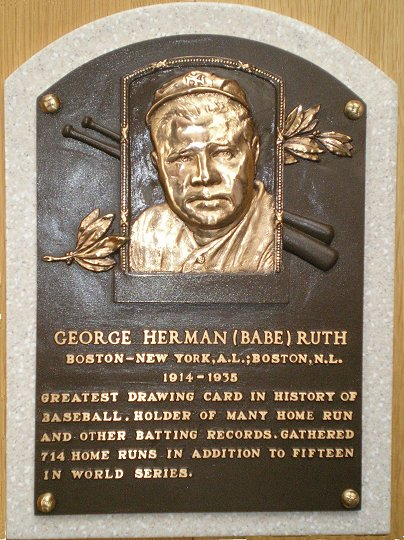 NY
GEORGE HERMAN (BABE) RUTH
BOSTON-NEW YORK, A.L.; BOSTON, N.L.
1914-1935
GREATEST DRAWING CARD IN HISTORY OF
BASEBALL. HOLDER OF MANY HOME RUN
AND OTHER BATTING RECORDS. GATHERED
714 HOME RUNS IN ADDITION TO FIFTEEN
IN WORLD SERIES.